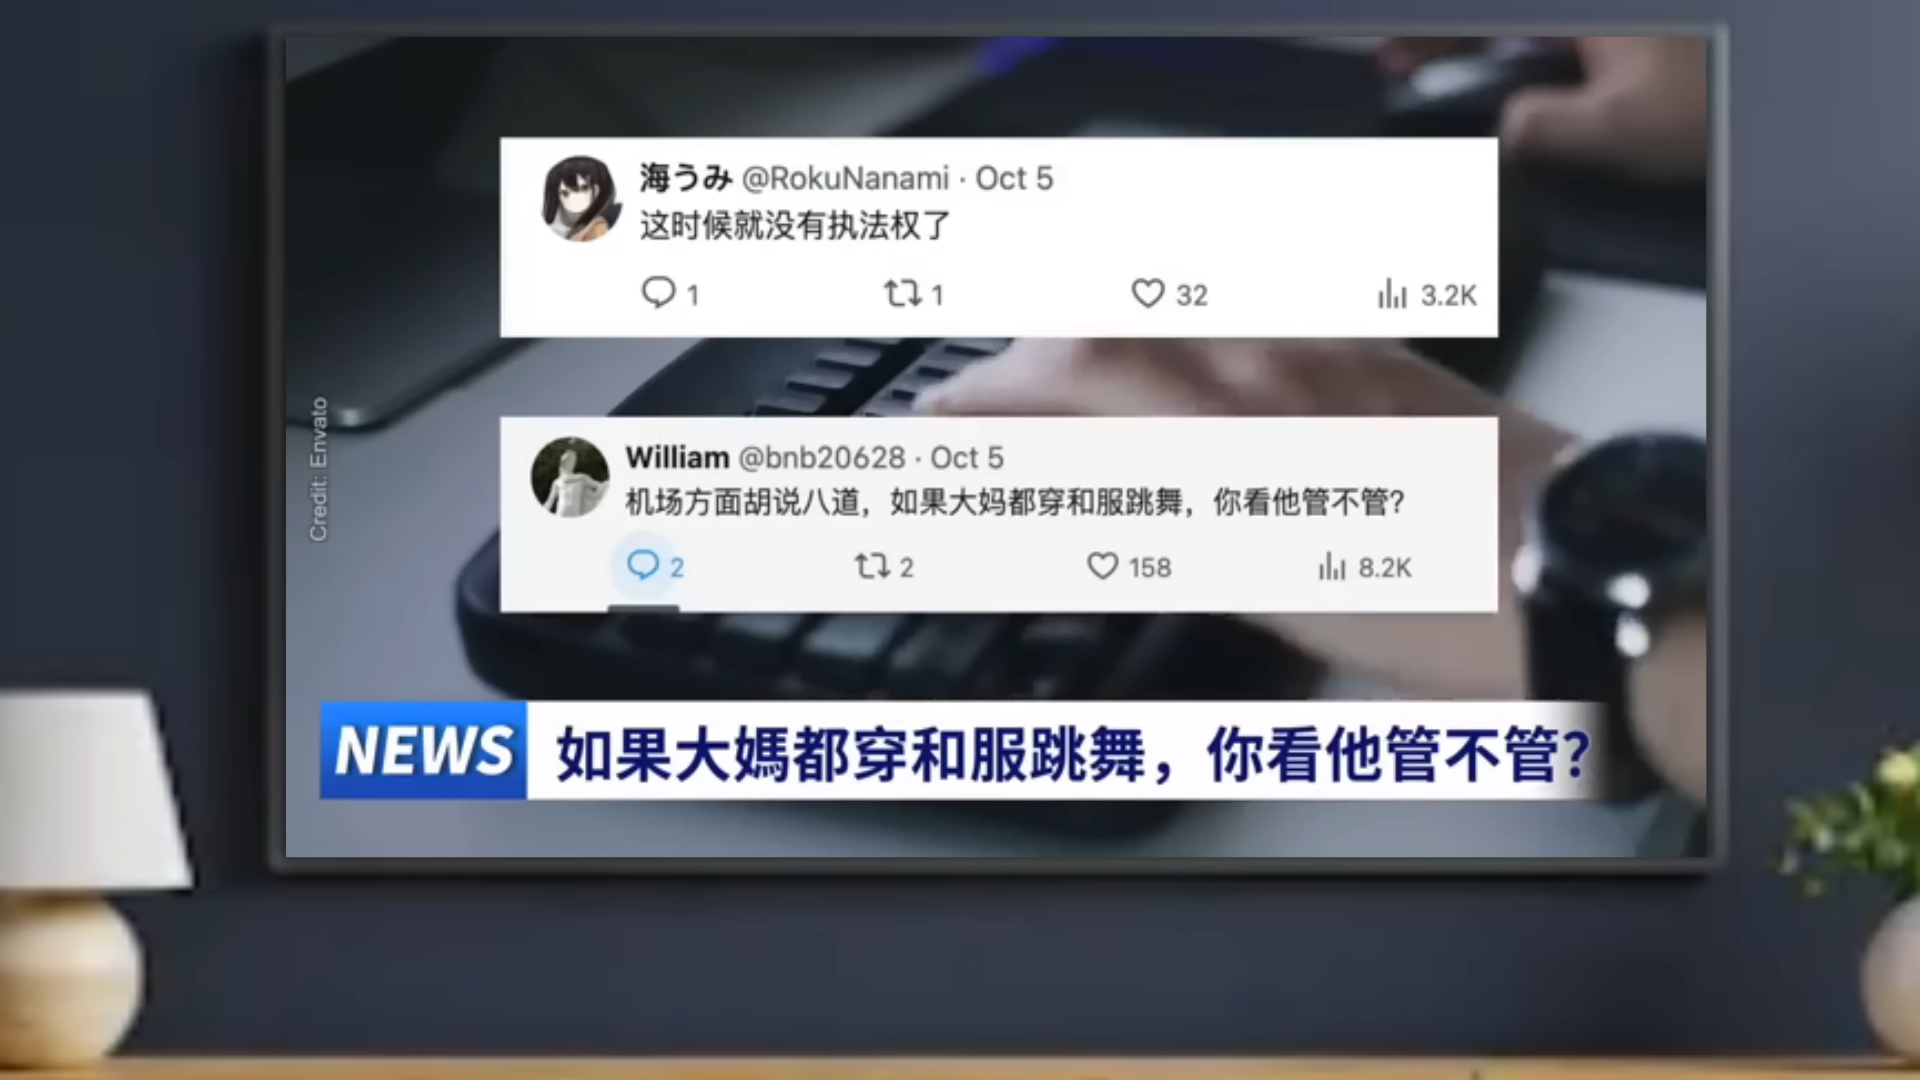 海うみ @RokuNanami · Oct 5
这时候就没有执法权了
1 1 32 3.2K
William @bnb20628 · Oct 5
机场方面胡说八道，如果大妈都穿和服跳舞，你看他管不管？
2 2 158 8.2K
Credit: Envato
NEWS 如果大媽都穿和服跳舞，你看他管不管？